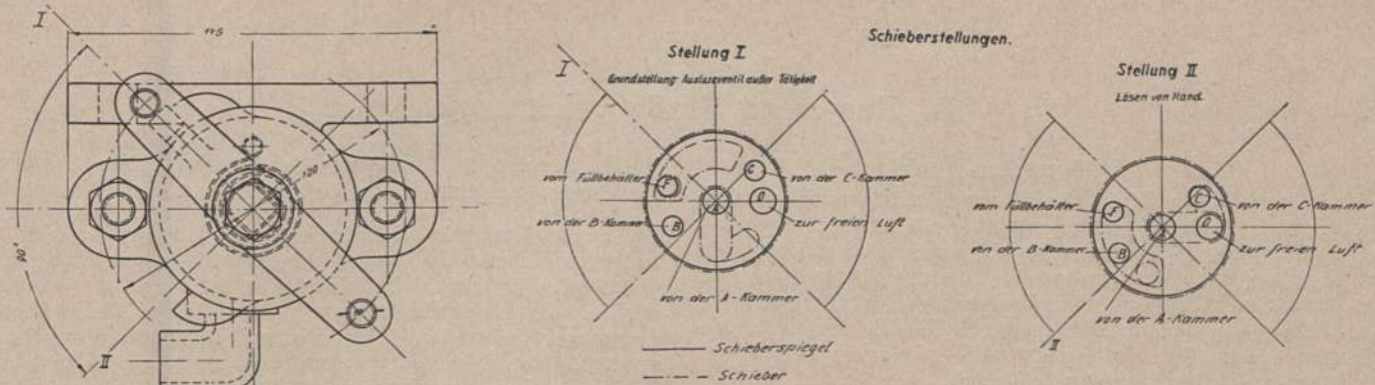 I
145
120
90°
II
Schieberstellungen.
Stellung I
Grundstellung Auslassventil außer Tätigkeit
I
vom Füllbehälter
F
C
von der C-Kammer
O
von der B-Kammer
B
zur freien Luft
von der A-Kammer
Schieberspiegel
Schieber
Stellung II
Lösen von Hand.
vom Füllbehälter
F
C
von der C-Kammer
O
von der B-Kammer
B
zur freien Luft
von der A-Kammer
II